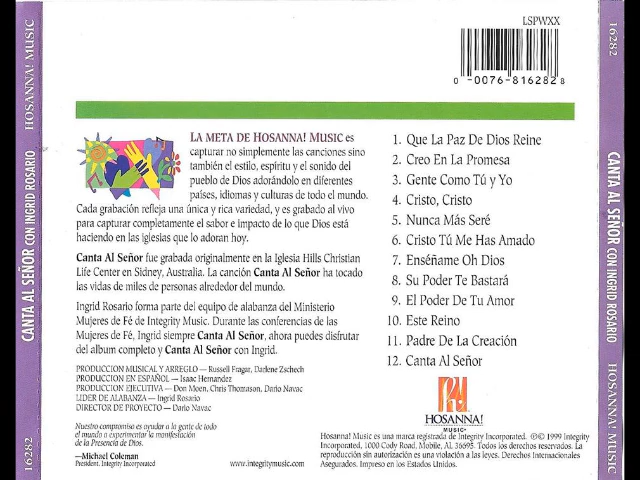 16282
HOSANNA! MUSIC
CANTA AL SEÑOR CON INGRID ROSARIO
16282
LSPWXX
0 -0076-81628 2 8
LA META DE HOSANNA! MUSIC es
capturar no simplemente las canciones sino
también el estilo, espíritu y el sonido del
pueblo de Dios adorándolo en diferentes
países, idiomas y culturas de todo el mundo.
Cada grabación refleja una única y rica variedad, y es grabado al vivo
para capturar completamente el sabor e impacto de lo que Dios está
haciendo en las iglesias que lo adoran hoy.
Canta Al Señor fue grabada originalmente en la Iglesia Hills Christian
Life Center en Sidney, Australia. La canción Canta Al Señor ha tocado
las vidas de miles de personas alrededor del mundo.
Ingrid Rosario forma parte del equipo de alabanza del Ministerio
Mujeres de Fé de Integrity Music. Durante las conferencias de las
Mujeres de Fé, Ingrid siempre Canta Al Señor, ahora puedes disfrutar
del album completo y Canta Al Señor con Ingrid.
PRODUCCION MUSICAL Y ARREGLO — Russell Fragar, Darlene Zschech
PRODUCCION EN ESPAÑOL — Isaac Hernandez
PRODUCCION EJECUTIVA — Don Moen, Chris Thomason, Dario Navac
LIDER DE ALABANZA — Ingrid Rosario
DIRECTOR DE PROYECTO — Dario Navac
Nuestro compromiso es ayudar a la gente de todo
el mundo a experimentar la manifestación
de la Presencia de Dios.
—Michael Coleman
President, Integrity Incorporated
www.integritymusic.com
1. Que La Paz De Dios Reine
2. Creo En La Promesa
3. Gente Como Tú y Yo
4. Cristo, Cristo
5. Nunca Más Seré
6. Cristo Tú Me Has Amado
7. Enséñame Oh Dios
8. Su Poder Te Bastará
9. El Poder De Tu Amor
10. Este Reino
11. Padre De La Creación
12. Canta Al Señor
HOSANNA!
MUSIC
Hosanna! Music es una marca registrada de Integrity Incorporated. ℗© 1999 Integrity
Incorporated, 1000 Cody Road, Mobile, AL 36695. Todos los derechos reservados. La
reproducción sin autorización es una violación a las leyes. Derechos Internacionales
Asegurados. Impreso en los Estados Unidos.
16282
CANTA AL SEÑOR CON INGRID ROSARIO
HOSANNA! MUSIC